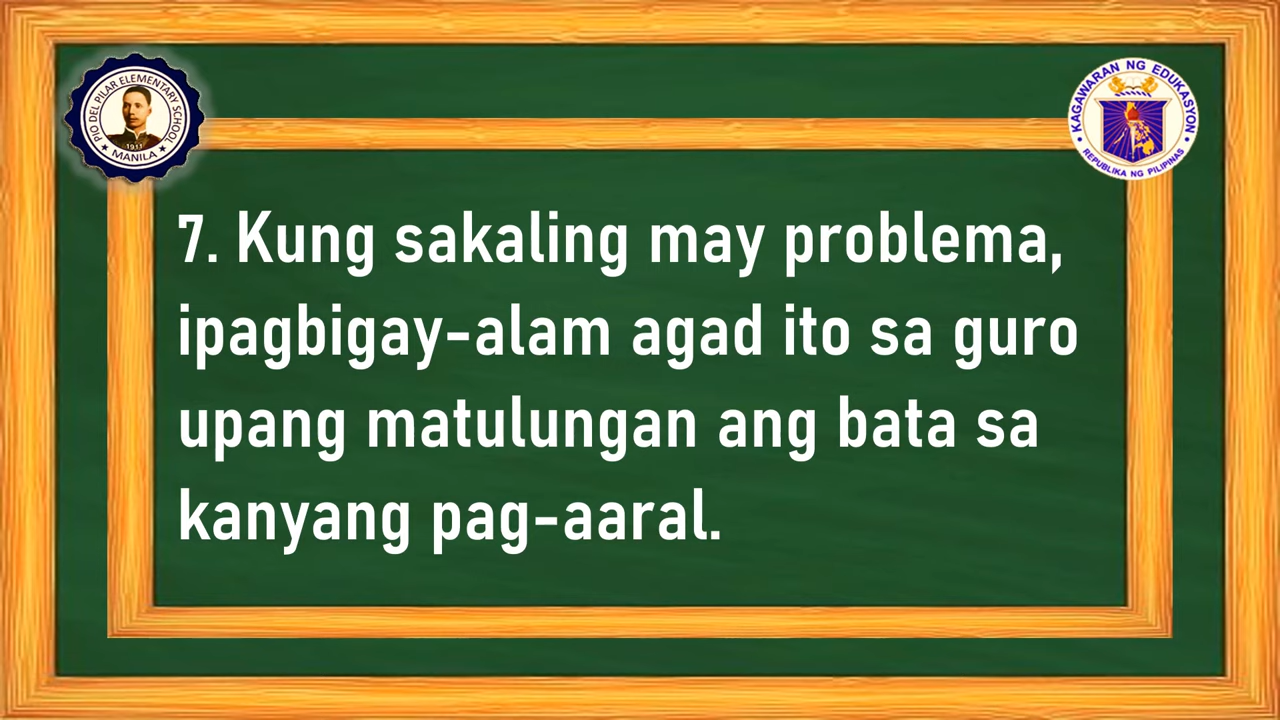 PIO DEL PILAR ELEMENTARY SCHOOL
1911
MANILA
KAGAWARAN NG EDUKASYON
REPUBLIKA NG PILIPINAS
7. Kung sakaling may problema,
ipagbigay-alam agad ito sa guro
upang matulungan ang bata sa
kanyang pag-aaral.